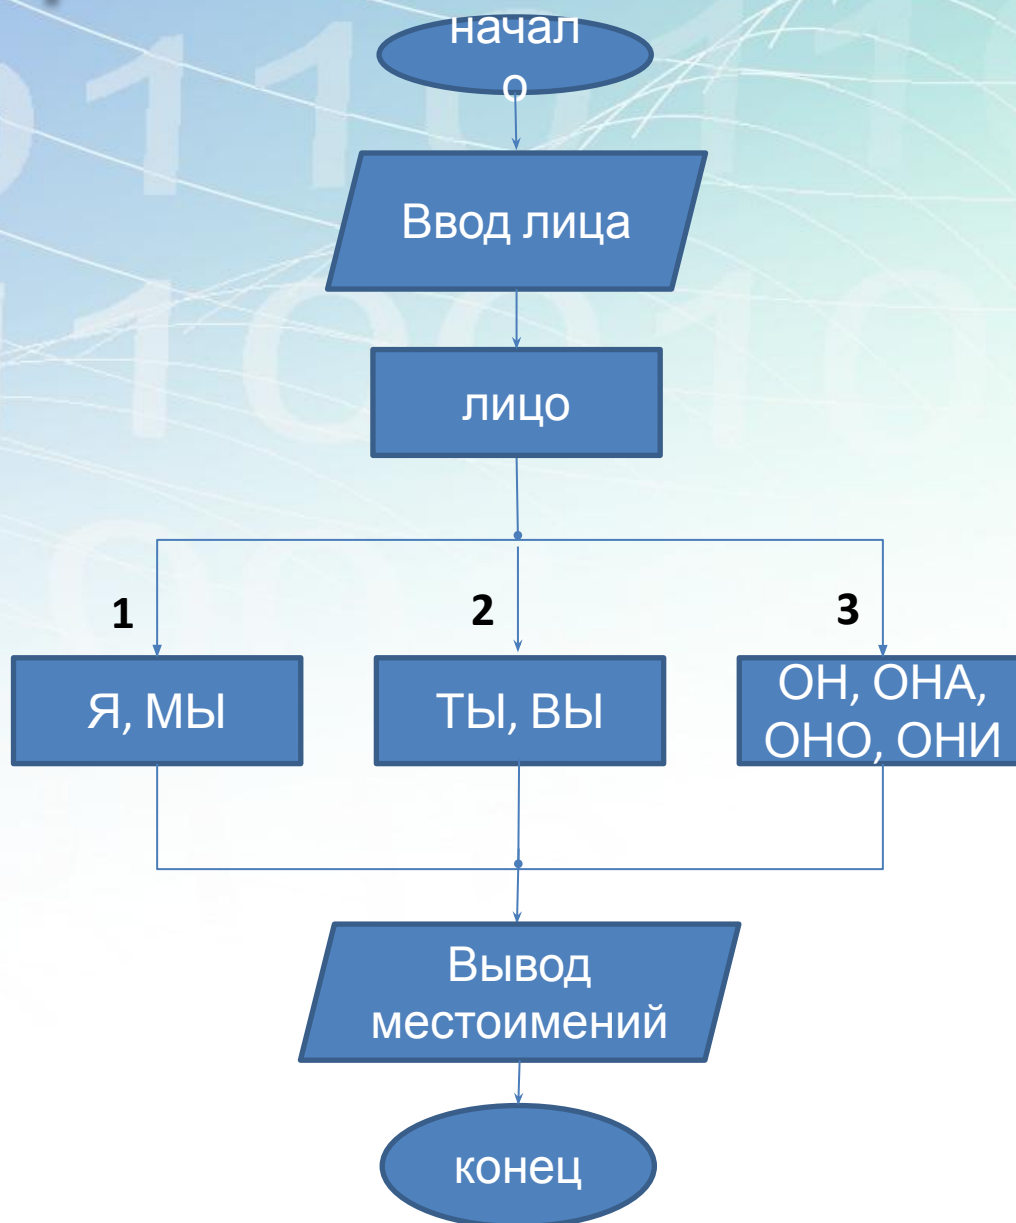 начал
о
Ввод лица
лицо
1
2
3
Я, МЫ
ТЫ, ВЫ
ОН, ОНА,
ОНО, ОНИ
Вывод
местоимений
конец